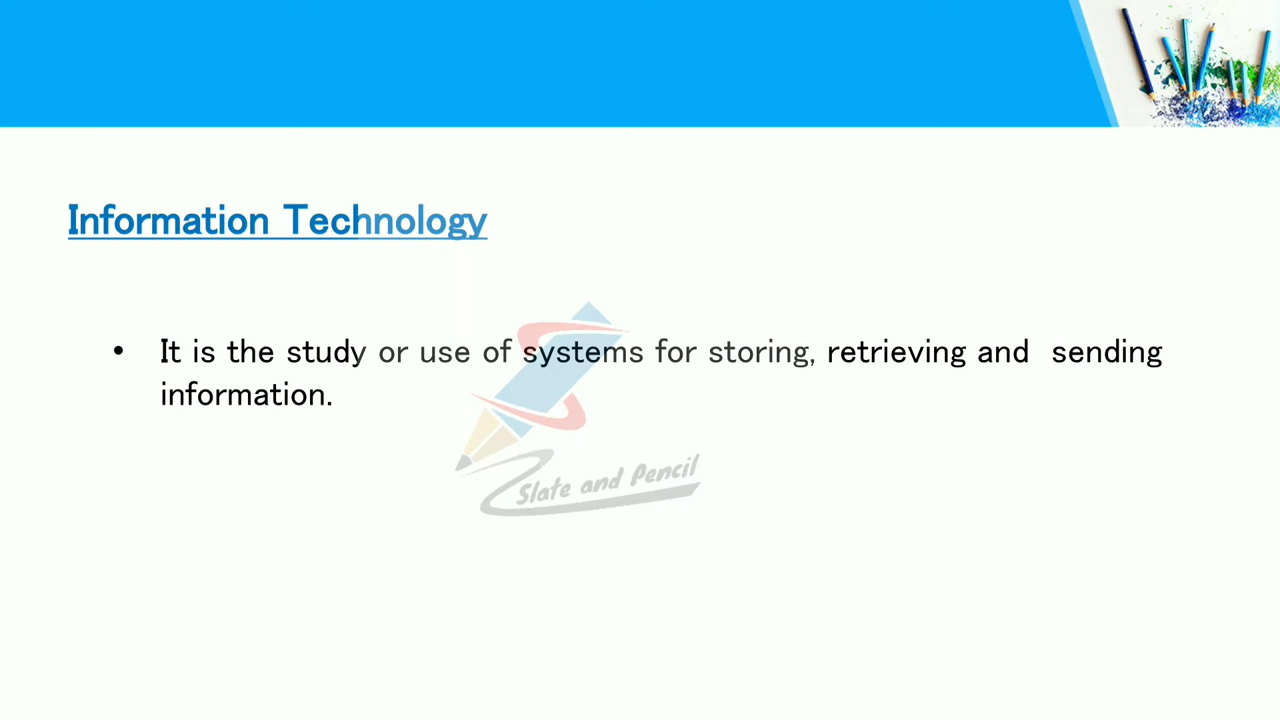 Information Technology
• It is the study or use of systems for storing, retrieving and sending
information.
Slate and Pencil